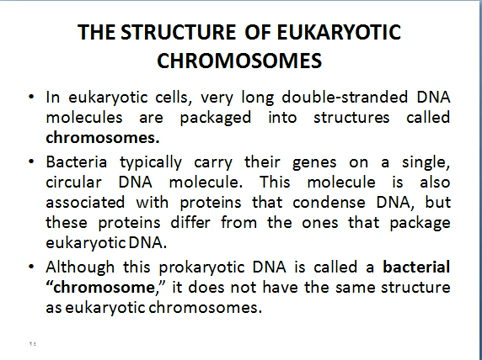 THE STRUCTURE OF EUKARYOTIC
CHROMOSOMES
• In eukaryotic cells, very long double-stranded DNA
molecules are packaged into structures called
chromosomes.
• Bacteria typically carry their genes on a single,
circular DNA molecule. This molecule is also
associated with proteins that condense DNA, but
these proteins differ from the ones that package
eukaryotic DNA.
• Although this prokaryotic DNA is called a bacterial
“chromosome,” it does not have the same structure
as eukaryotic chromosomes.